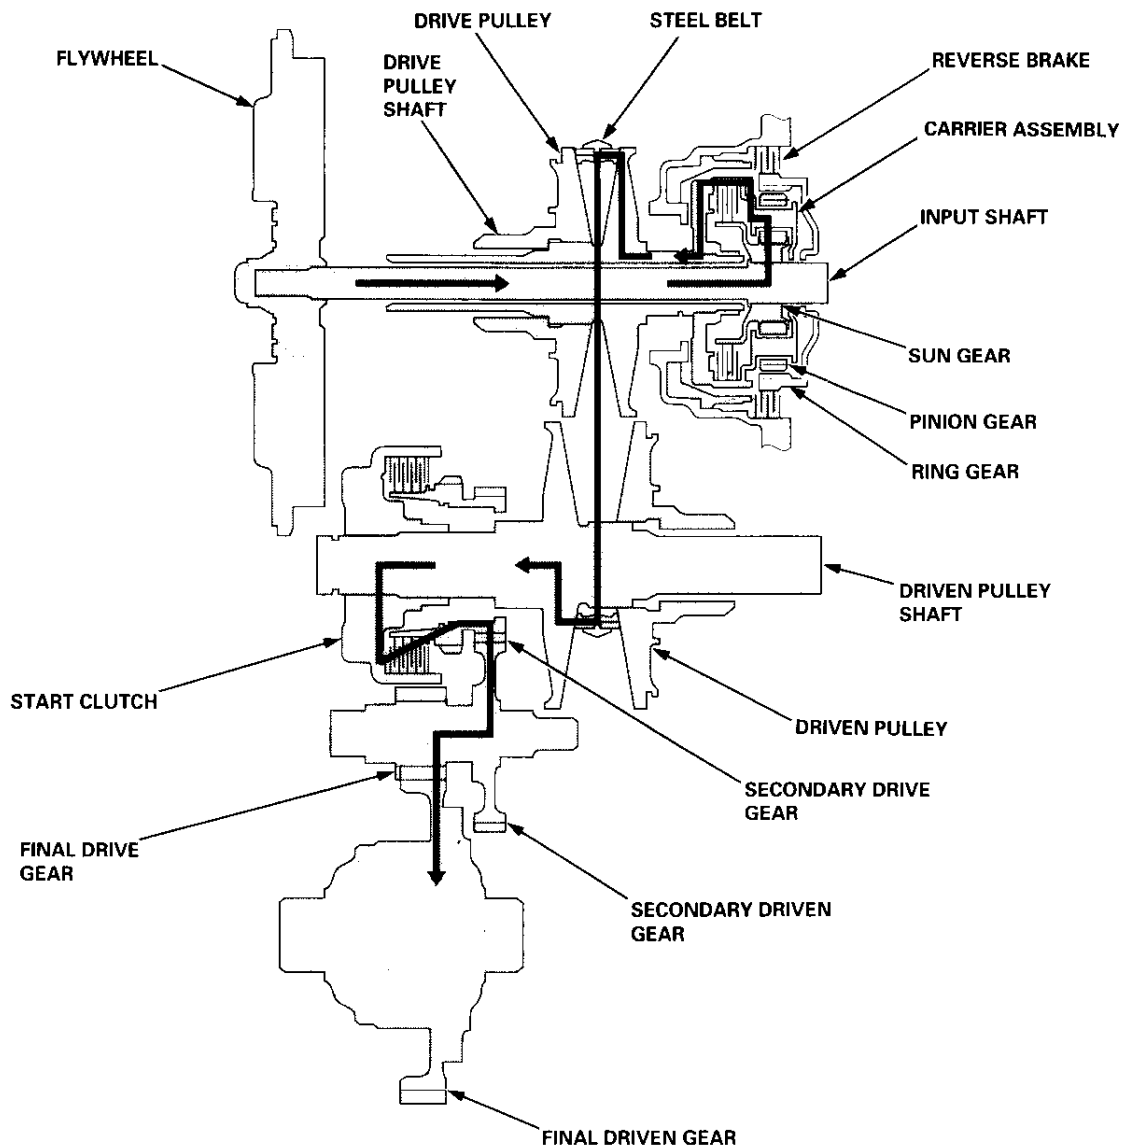 DRIVE PULLEY
STEEL BELT
FLYWHEEL
DRIVE
PULLEY
SHAFT
REVERSE BRAKE
CARRIER ASSEMBLY
INPUT SHAFT
SUN GEAR
PINION GEAR
RING GEAR
DRIVEN PULLEY
SHAFT
START CLUTCH
DRIVEN PULLEY
SECONDARY DRIVE
GEAR
FINAL DRIVE
GEAR
SECONDARY DRIVEN
GEAR
FINAL DRIVEN GEAR